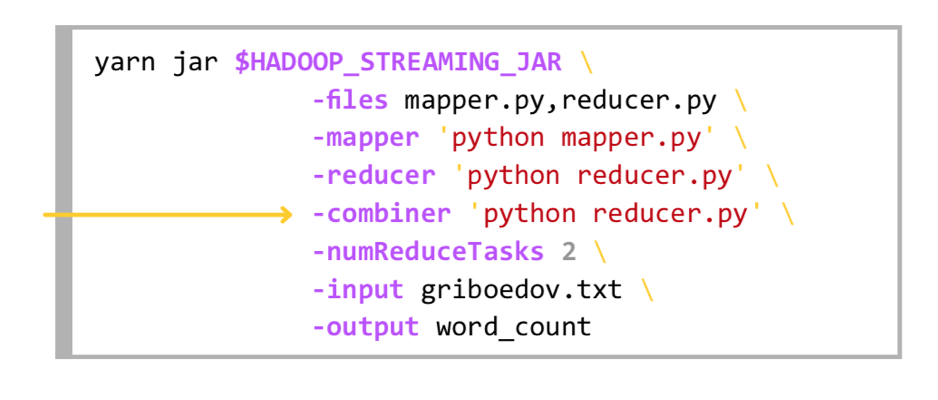 yarn jar $HADOOP_STREAMING_JAR \
-files mapper.py,reducer.py \
-mapper 'python mapper.py' \
-reducer 'python reducer.py' \
-combiner 'python reducer.py' \
-numReduceTasks 2 \
-input griboedov.txt \
-output word_count